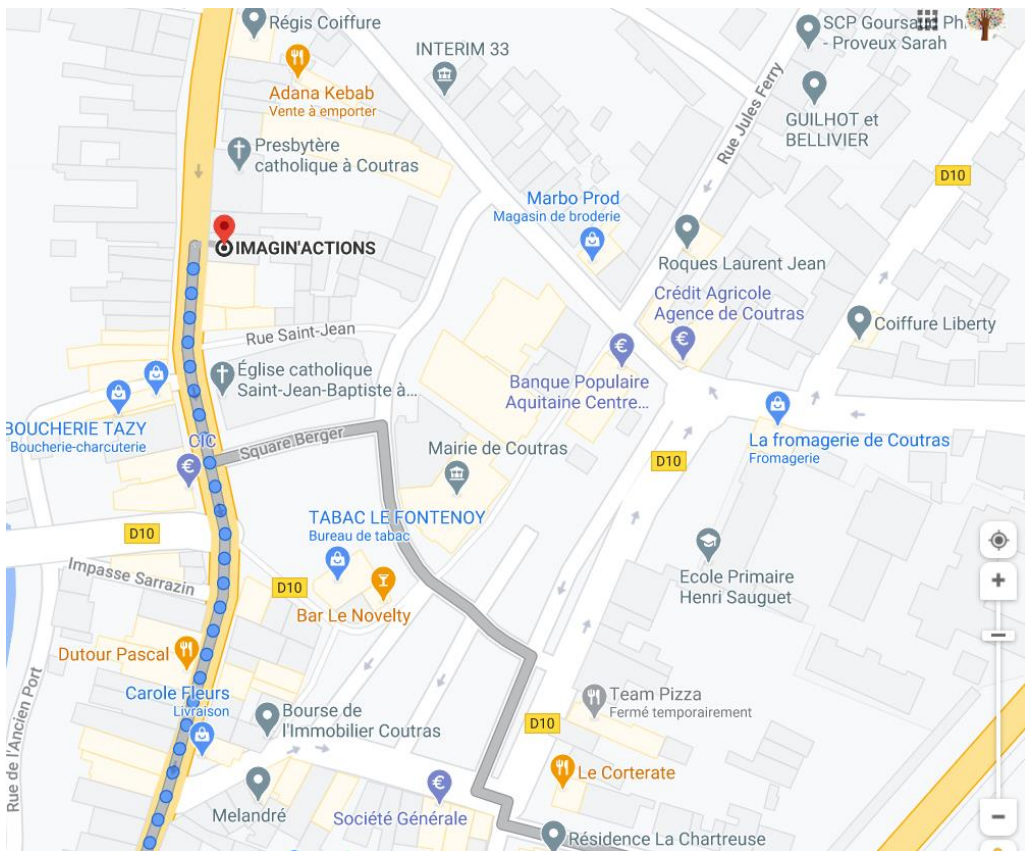 Régis Coiffure
SCP Goursaud Ph
- Proveux Sarah
INTERIM 33
Adana Kebab
Vente à emporter
GUILHOT et
BELLIVIER
Rue Jules Ferry
Presbytère
catholique à Coutras
D10
Marbo Prod
Magasin de broderie
IMAGIN'ACTIONS
Roques Laurent Jean
Crédit Agricole
Agence de Coutras
Coiffure Liberty
Rue Saint-Jean
Église catholique
Saint-Jean-Baptiste à...
Banque Populaire
Aquitaine Centre...
BOUCHERIE TAZY
Boucherie-charcuterie
CIC
Square Berger
Mairie de Coutras
La fromagerie de Coutras
Fromagerie
D10
TABAC LE FONTENOY
Bureau de tabac
D10
Impasse Sarrazin
D10
Ecole Primaire
Henri Sauguet
Bar Le Novelty
Dutour Pascal
Carole Fleurs
Livraison
Team Pizza
Fermé temporairement
Bourse de
l'Immobilier Coutras
D10
Rue de l'Ancien Port
Le Corterate
Melandré
Société Générale
Résidence La Chartreuse